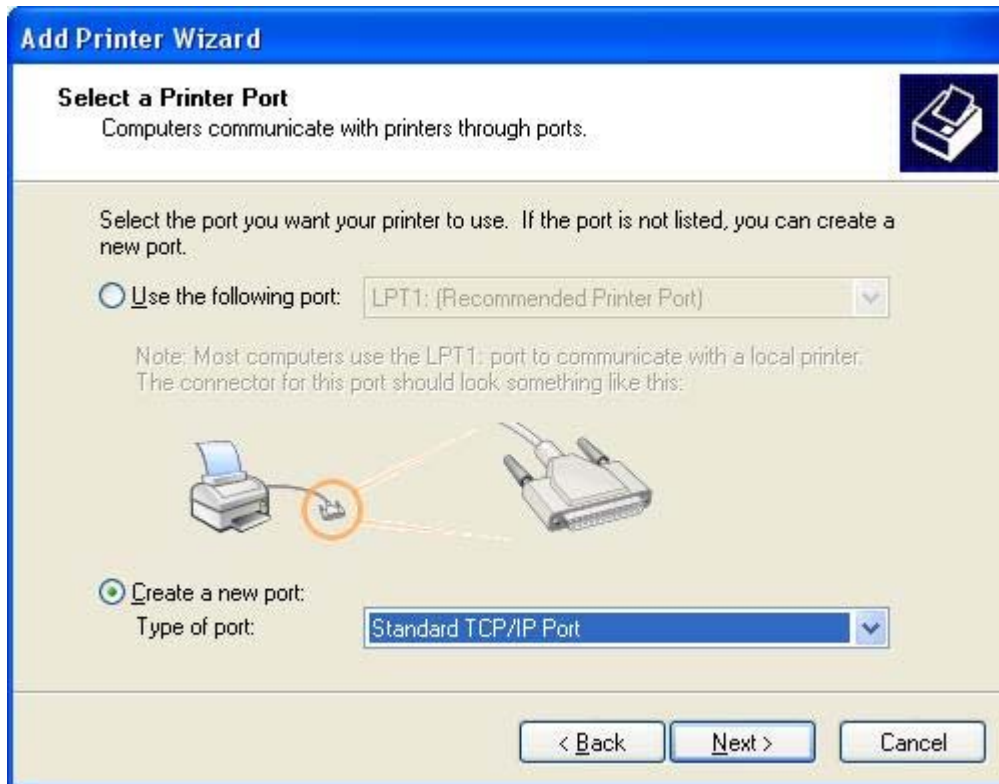 Add Printer Wizard
Select a Printer Port
Computers communicate with printers through ports.
Select the port you want your printer to use. If the port is not listed, you can create a
new port.
Use the following port: LPT1: (Recommended Printer Port)
Note: Most computers use the LPT1: port to communicate with a local printer.
The connector for this port should look something like this:
Create a new port:
Type of port: Standard TCP/IP Port
< Back Next > Cancel